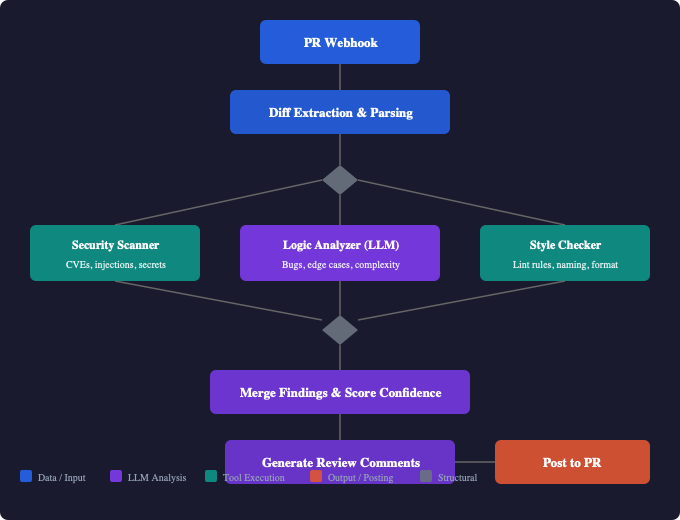 PR Webhook
Diff Extraction & Parsing
Security Scanner
CVEs, injections, secrets
Logic Analyzer (LLM)
Bugs, edge cases, complexity
Style Checker
Lint rules, naming, format
Merge Findings & Score Confidence
Generate Review Comments
Post to PR
Data / Input
LLM Analysis
Tool Execution
Output / Posting
Structural